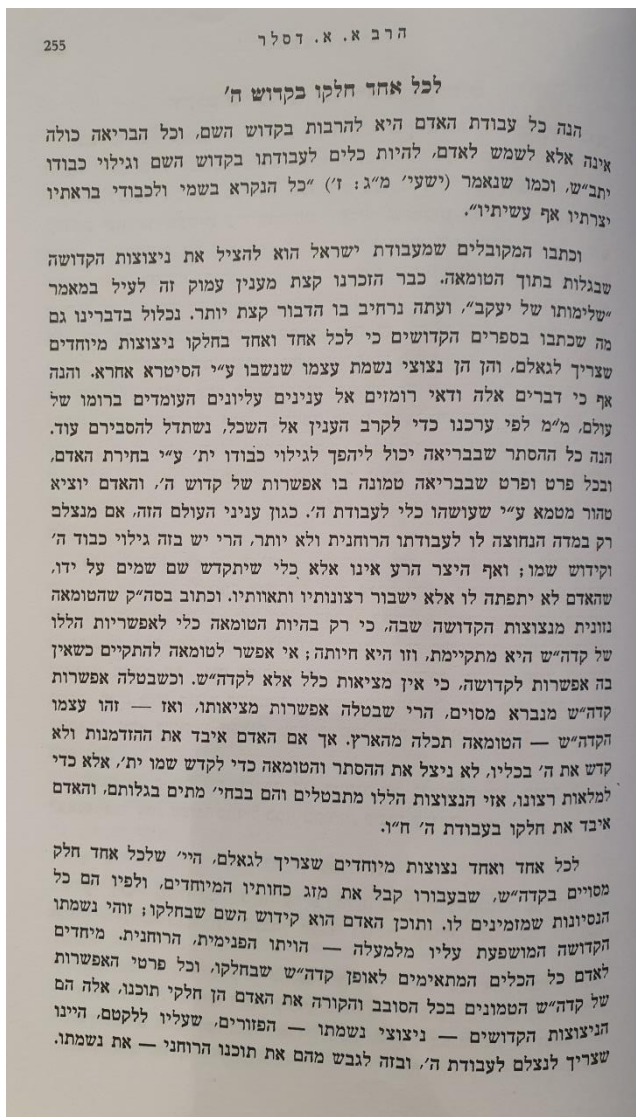 255
הרב א. א. דסלר
לכל אחד חלקו בקדוש ה׳
הנה כל עבודת האדם היא להרבות בקדוש השם, וכל הבריאה כולה
אינה אלא לשמש לאדם, להיות כלים לעבודתו בקדוש השם וגילוי כבודו
יתב״ש, וכמו שנאמר (ישעי׳ מ״ג : ז׳) ״כל הנקרא בשמי ולכבודי בראתיו
יצרתיו אף עשיתיו״.
וכתבו המקובלים שמעבודת ישראל הוא להציל את ניצוצות הקדושה
שבגלות בתוך הטומאה. כבר הזכרנו קצת מענין עמוק זה לעיל במאמר
״שלימותו של יעקב״, ועתה נרחיב בו הדבור קצת יותר. נכלול בדברינו גם
מה שכתבו בספרים הקדושים כי לכל אחד ואחד בחלקו ניצוצות מיוחדים
שצריך לגאלם, והן הן נצוצי נשמת עצמו שנשבו ע״י הסיטרא אחרא. והנה
אף כי דברים אלה ודאי רומזים אל ענינים עליונים העומדים ברומו של
עולם, מ״מ לפי ערכנו כדי לקרב הענין אל השכל, נשתדל להסבירם עוד.
הנה כל ההסתר שבבריאה יכול ליהפך לגילוי כבודו ית׳ ע״י בחירת האדם,
ובכל פרט ופרט שבבריאה טמונה בו אפשרות של קדוש ה׳, והאדם יוציא
טהור מטמא ע״י שעושהו כלי לעבודת ה׳. כגון עניני העולם הזה, אם מנצלם
רק במדה הנחוצה לו לעבודתו הרוחנית ולא יותר, הרי יש בזה גילוי כבוד ה׳
וקידוש שמו ; ואף היצר הרע אינו אלא כלי שיתקדש שם שמים על ידו,
שהאדם לא יתפתה לו אלא ישבור רצונותיו ותאוותיו. וכתוב בסה״ק שהטומאה
נזונית מנצוצות הקדושה שבה, כי רק בהיות הטומאה כלי לאפשריות הללו
של קדה״ש היא מתקיימת, וזו היא חיותה ; אי אפשר לטומאה להתקיים כשאין
בה אפשרות לקדושה, כי אין מציאות כלל אלא לקדה״ש. וכשבטלה אפשרות
קדה״ש מנברא מסוים, הרי שבטלה אפשרות מציאותו, ואז — זהו עצמו
הקדה״ש — הטומאה תכלה מהארץ. אך אם האדם איבד את ההזדמנות ולא
קדש את ה׳ בכליו, לא ניצל את ההסתר והטומאה כדי לקדש שמו ית׳, אלא כדי
למלאות רצונו, אזי הנצוצות הללו מתבטלים והם בבחי׳ מתים בגלותם, והאדם
איבד את חלקו בעבודת ה׳ ח״ו.
לכל אחד ואחד נצוצות מיוחדים שצריך לגאלם, היי׳ שלכל אחד חלק
מסויים בקדה״ש, שבעבורו קבל את מזג כחותיו המיוחדים, ולפיו הם כל
הנסיונות שמזמינים לו. ותוכן האדם הוא קידוש השם שבחלקו ; זוהי נשמתו
הקדושה המושפעת עליו מלמעלה — הויתו הפנימית, הרוחנית. מיחדים
לאדם כל הכלים המתאימים לאופן קדה״ש שבחלקו, וכל פרטי האפשרות
של קדה״ש הטמונים בכל הסובב והקורה את האדם הן חלקי תוכנו, אלה הם
הניצוצות הקדושים — ניצוצי נשמתו — הפזורים, שעליו ללקטם, היינו
שצריך לנצלם לעבודת ה׳, ובזה לגבש מהם את תוכנו הרוחני — את נשמתו.